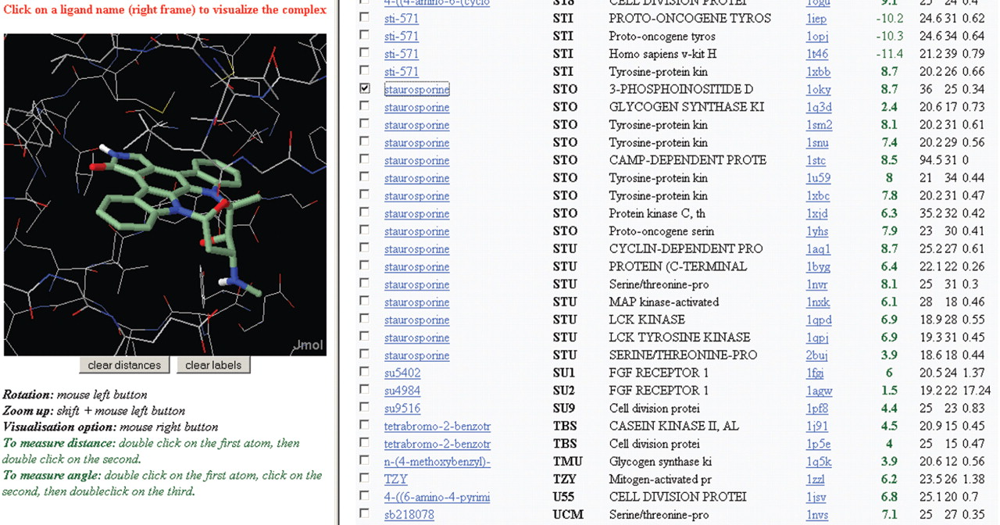 Click on a ligand name (right frame) to visualize the complex
Jmol
clear distances clear labels
Rotation: mouse left button
Zoom up: shift + mouse left button
Visualisation option: mouse right button
To measure distance: double click on the first atom, then
double click on the second.
To measure angle: double click on the first atom, click on the
second, then doubleclick on the third.
4-((4-amino-6-(cyclo ST8 CELL DIVISION PROTEI 1ogu 9.1 25 24 0.4
sti-571 STI PROTO-ONCOGENE TYROS 1iep -10.2 24.6 31 0.62
sti-571 STI Proto-oncogene tyros 1opj -10.3 24.6 34 0.64
sti-571 STI Homo sapiens v-kit H 1t46 -11.4 21.2 39 0.79
sti-571 STI Tyrosine-protein kin 1xbb 8.7 20.2 26 0.66
staurosporine STO 3-PHOSPHOINOSITIDE D 1oky 8.7 36 25 0.34
staurosporine STO GLYCOGEN SYNTHASE KI 1q3d 2.4 20.6 17 0.73
staurosporine STO Tyrosine-protein kin 1sm2 8.1 20.2 31 0.61
staurosporine STO Tyrosine-protein kin 1snu 7.4 20.2 29 0.56
staurosporine STO CAMP-DEPENDENT PROTE 1stc 8.5 94.5 31 0
staurosporine STO Tyrosine-protein kin 1u59 8 21 34 0.44
staurosporine STO Tyrosine-protein kin 1xbc 7.8 20.2 31 0.47
staurosporine STO Protein kinase C, th 1xjd 6.3 35.2 32 0.42
staurosporine STO Proto-oncogene serin 1yhs 7.9 23 30 0.41
staurosporine STU CYCLIN-DEPENDENT PRO 1aq1 8.7 25.2 27 0.61
staurosporine STU PROTEIN (C-TERMINAL 1byg 6.4 22.1 22 0.26
staurosporine STU Serine/threonine-pro 1nvr 8.1 25 31 0.3
staurosporine STU MAP kinase-activated 1nxk 6.1 28 18 0.46
staurosporine STU LCK KINASE 1qpd 6.9 18.9 28 0.55
staurosporine STU LCK TYROSINE KINASE 1qpj 6.9 19.3 31 0.45
staurosporine STU SERINE/THREONINE-PRO 2buj 3.9 18.6 18 0.44
su5402 SU1 FGF RECEPTOR 1 1fgi 6 20.5 24 1.37
su4984 SU2 FGF RECEPTOR 1 1agw 1.5 19.2 22 17.24
su9516 SU9 Cell division protei 1pf8 4.4 25 23 0.83
tetrabromo-2-benzotr TBS CASEIN KINASE II, AL 1j91 4.5 20.9 15 0.45
tetrabromo-2-benzotr TBS Cell division protei 1p5e 4 25 15 0.47
n-(4-methoxybenzyl)- TMU Glycogen synthase ki 1q5k 3.9 20.6 12 0.56
TZY TZY Mitogen-activated pr 1zzl 6.2 23.5 26 1.38
4-((6-amino-4-pyrimi U55 CELL DIVISION PROTEI 1jsv 6.8 25.1 20 0.7
sb218078 UCM Serine/threonine-pro 1nvs 7.1 25 27 0.35